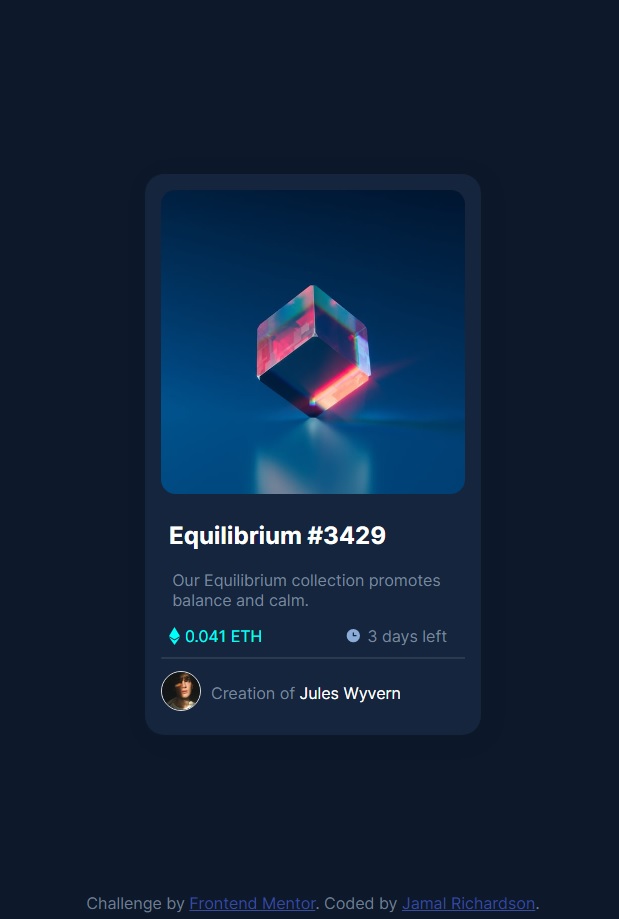 Equilibrium #3429
Our Equilibrium collection promotes
balance and calm.
0.041 ETH 3 days left
Creation of Jules Wyvern
Challenge by Frontend Mentor. Coded by Jamal Richardson.